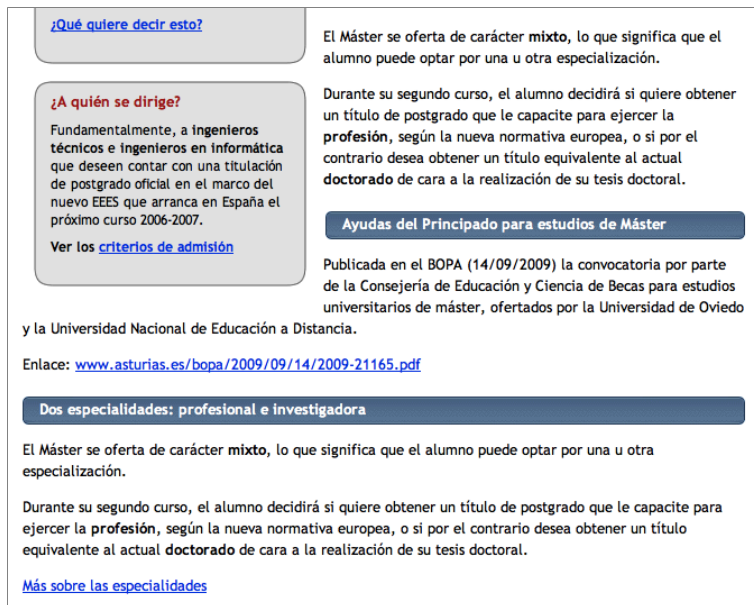 ¿Qué quiere decir esto?
¿A quién se dirige?
Fundamentalmente, a ingenieros
técnicos e ingenieros en informática
que deseen contar con una titulación
de postgrado oficial en el marco del
nuevo EEES que arranca en España el
próximo curso 2006-2007.
Ver los criterios de admisión
El Máster se oferta de carácter mixto, lo que significa que el
alumno puede optar por una u otra especialización.
Durante su segundo curso, el alumno decidirá si quiere obtener
un título de postgrado que le capacite para ejercer la
profesión, según la nueva normativa europea, o si por el
contrario desea obtener un título equivalente al actual
doctorado de cara a la realización de su tesis doctoral.
Ayudas del Principado para estudios de Máster
Publicada en el BOPA (14/09/2009) la convocatoria por parte
de la Consejería de Educación y Ciencia de Becas para estudios
universitarios de máster, ofertados por la Universidad de Oviedo
y la Universidad Nacional de Educación a Distancia.
Enlace: www.asturias.es/bopa/2009/09/14/2009-21165.pdf
Dos especialidades: profesional e investigadora
El Máster se oferta de carácter mixto, lo que significa que el alumno puede optar por una u otra
especialización.
Durante su segundo curso, el alumno decidirá si quiere obtener un título de postgrado que le capacite para
ejercer la profesión, según la nueva normativa europea, o si por el contrario desea obtener un título
equivalente al actual doctorado de cara a la realización de su tesis doctoral.
Más sobre las especialidades